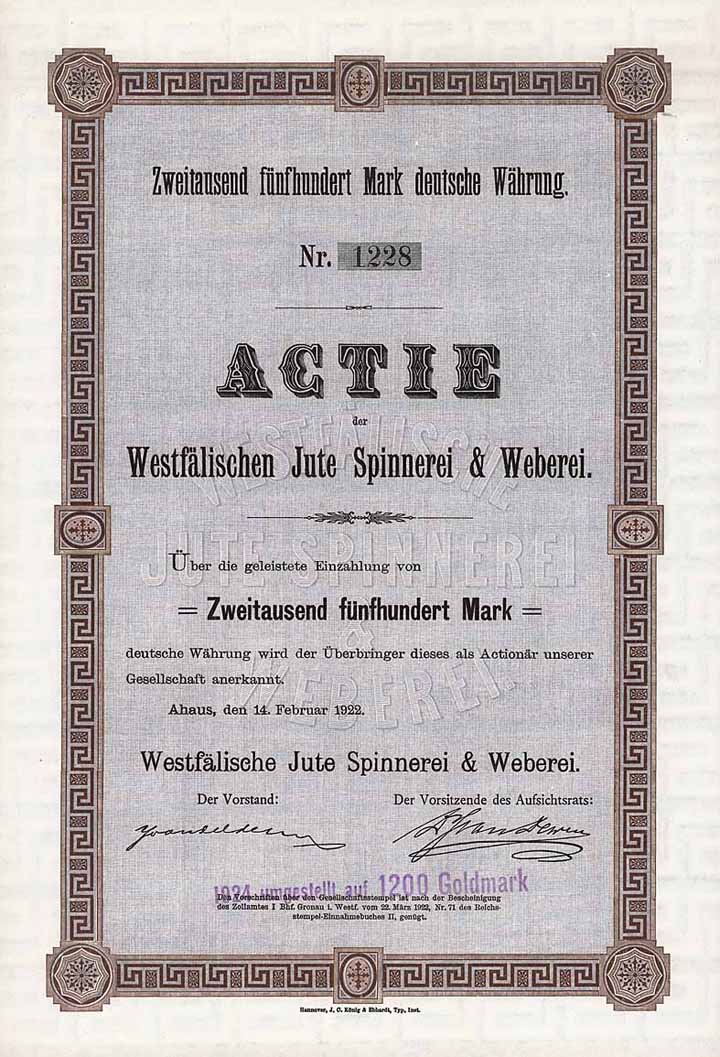 Zweitausend fünfhundert Mark deutsche Währung.
Nr. 1228
ACTIE
der
Westfälischen Jute Spinnerei & Weberei.
WESTFÄLISCHE
JUTE SPINNEREI
&
WEBEREI.
Über die geleistete Einzahlung von
= Zweitausend fünfhundert Mark =
deutsche Währung wird der Überbringer dieses als Actionär unserer
Gesellschaft anerkannt.
Ahaus, den 14. Februar 1922.
Westfälische Jute Spinnerei & Weberei.
Der Vorstand:
Der Vorsitzende des Aufsichtsrats:
1924 umgestellt auf 1200 Goldmark
Den Vorschriften über den Gesellschaftsstempel ist nach der Bescheinigung
des Zollamtes I Bhf. Gronau i. Westf. vom 22. März 1922, Nr. 71 des Reichs-
stempel-Einnahmebuches II, genügt.
Hannover, J. C. König & Ebhardt, Typ. Inst.